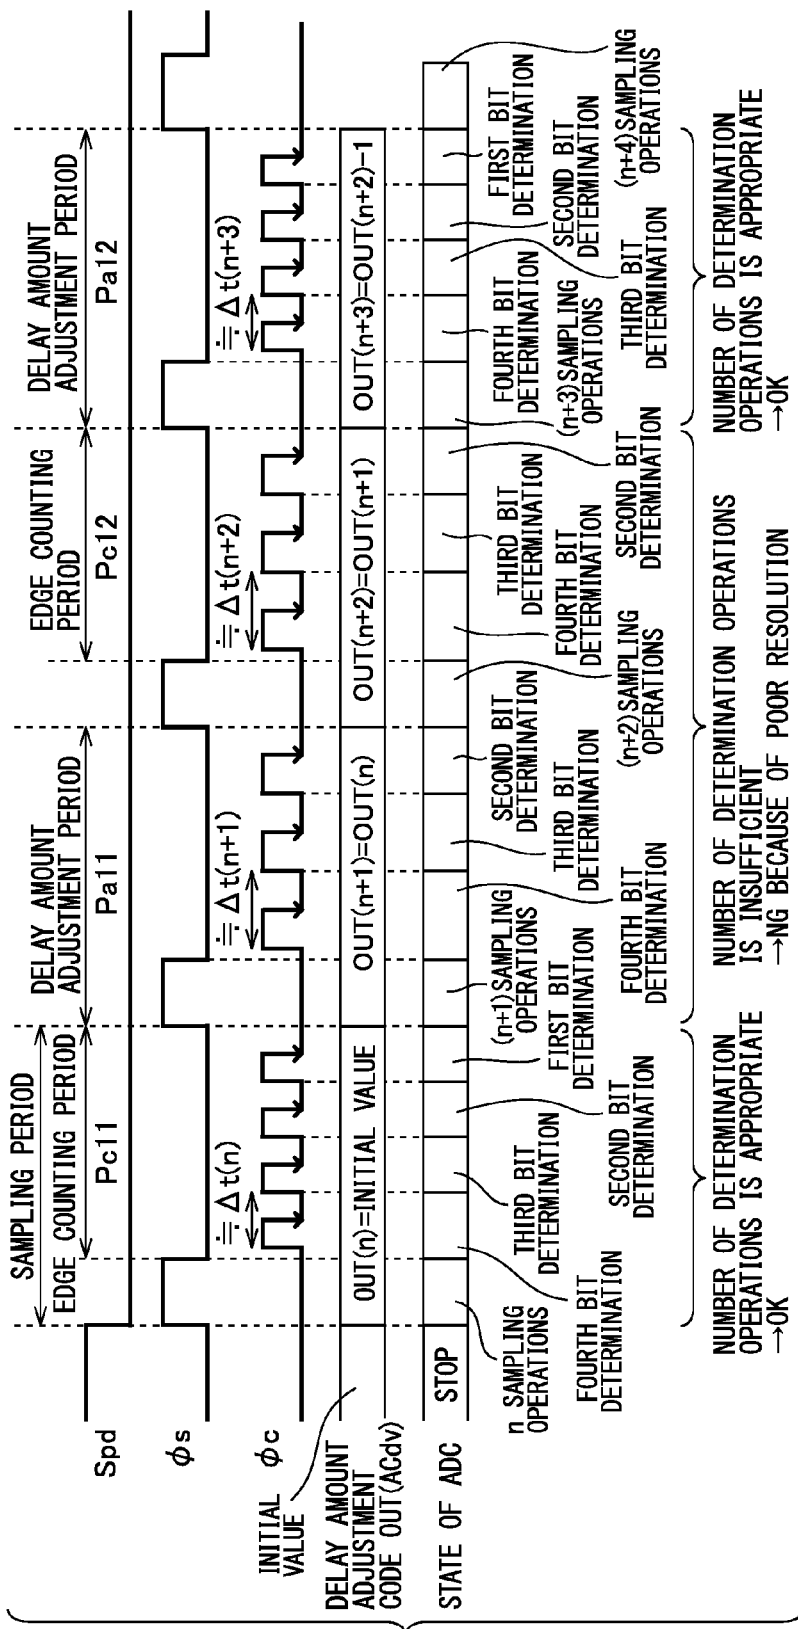 SAMPLING PERIOD
EDGE COUNTING PERIOD
Pc11
DELAY AMOUNT
ADJUSTMENT PERIOD
Pa11
EDGE COUNTING
PERIOD
Pc12
DELAY AMOUNT
ADJUSTMENT PERIOD
Pa12
Spd
φs
φc
≒Δt(n)
≒Δt(n+1)
≒Δt(n+2)
≒Δt(n+3)
INITIAL
VALUE
DELAY AMOUNT
ADJUSTMENT
CODE OUT(ACdv)
OUT(n)=INITIAL VALUE
OUT(n+1)=OUT(n)
OUT(n+2)=OUT(n+1)
OUT(n+3)=OUT(n+2)-1
STATE OF ADC
STOP
n SAMPLING
OPERATIONS
FOURTH BIT
DETERMINATION
THIRD BIT
DETERMINATION
SECOND BIT
DETERMINATION
FIRST BIT
DETERMINATION
(n+1)SAMPLING
OPERATIONS
FOURTH BIT
DETERMINATION
THIRD BIT
DETERMINATION
SECOND BIT
DETERMINATION
(n+2)SAMPLING
OPERATIONS
FOURTH BIT
DETERMINATION
THIRD BIT
DETERMINATION
SECOND BIT
DETERMINATION
(n+3)SAMPLING
OPERATIONS
FOURTH BIT
DETERMINATION
THIRD BIT
DETERMINATION
SECOND BIT
DETERMINATION
FIRST BIT
DETERMINATION
(n+4)SAMPLING
OPERATIONS
NUMBER OF DETERMINATION
OPERATIONS IS APPROPRIATE
→OK
NUMBER OF DETERMINATION OPERATIONS
IS INSUFFICIENT
→NG BECAUSE OF POOR RESOLUTION
NUMBER OF DETERMINATION
OPERATIONS IS APPROPRIATE
→OK